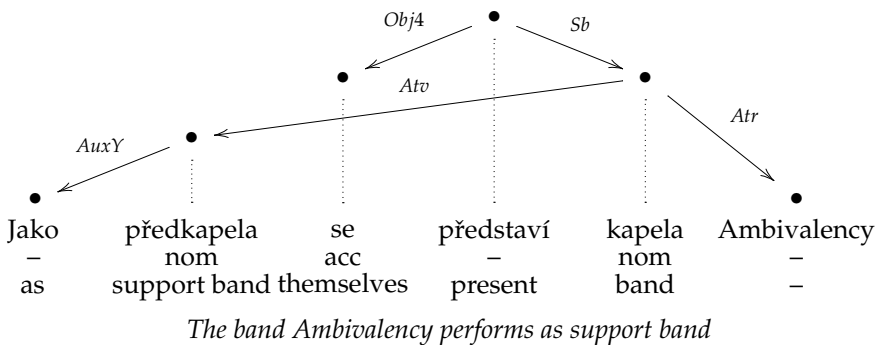 Obj4 Sb
Atv
AuxY Atr
Jako předkapela se představí kapela Ambivalency
– nom acc – nom –
as support band themselves present band –
The band Ambivalency performs as support band